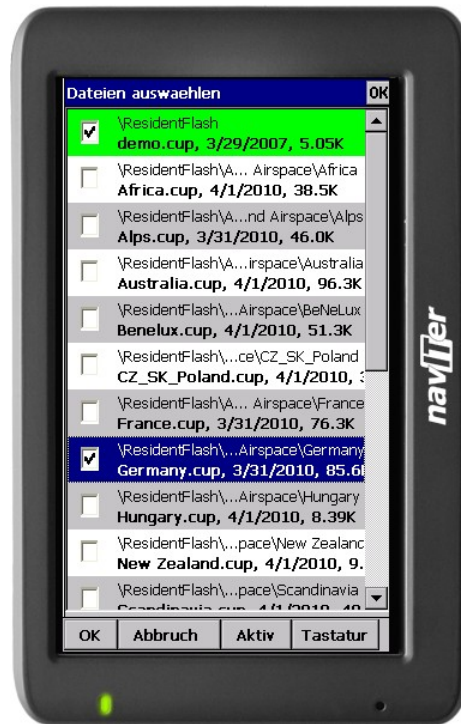 Dateien auswaehlen OK
\ResidentFlash
demo.cup, 3/29/2007, 5.05K
\ResidentFlash\A... Airspace\Africa
Africa.cup, 4/1/2010, 38.5K
\ResidentFlash\A...nd Airspace\Alps
Alps.cup, 3/31/2010, 46.0K
\ResidentFlash\A...irspace\Australia
Australia.cup, 4/1/2010, 96.3K
\ResidentFlash\...Airspace\BeNeLux
Benelux.cup, 4/1/2010, 51.3K
\ResidentFlash\...ce\CZ_SK_Poland
CZ_SK_Poland.cup, 4/1/2010,
\ResidentFlash\A... Airspace\France
France.cup, 3/31/2010, 76.3K
\ResidentFlash\...Airspace\Germany
Germany.cup, 3/31/2010, 85.6
\ResidentFlash\...Airspace\Hungary
Hungary.cup, 4/1/2010, 8.39K
\ResidentFlash\...pace\New Zealand
New Zealand.cup, 4/1/2010, 9.
\ResidentFlash\...pace\Scandinavia
Scandinavia.cup, 4/1/2010,
OK Abbruch Aktiv Tastatur
naviter